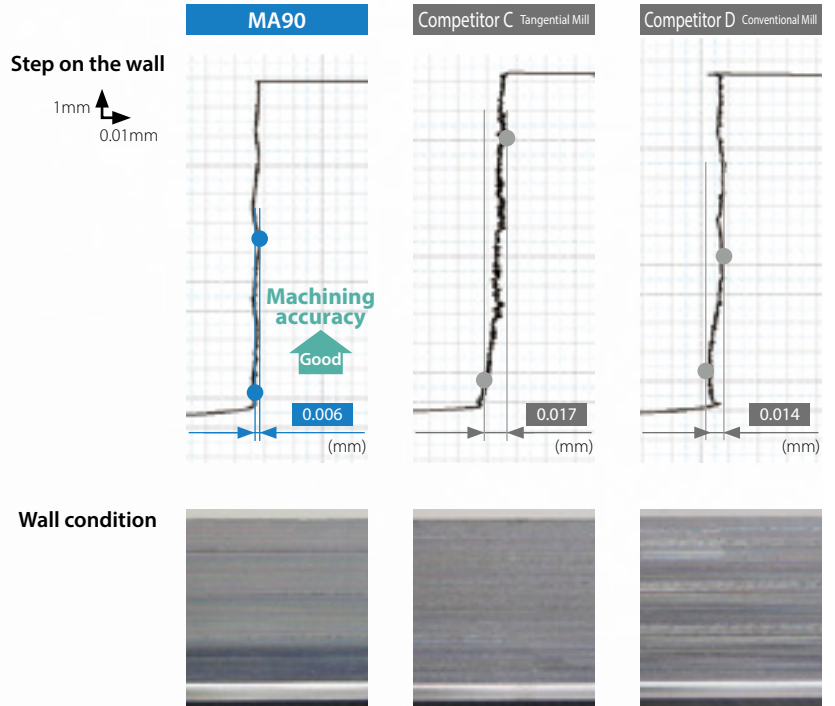 MA90
Competitor C Tangential Mill
Competitor D Conventional Mill
Step on the wall
1mm
0.01mm
Machining
accuracy
Good
0.006
0.017
0.014
(mm)
(mm)
(mm)
Wall condition